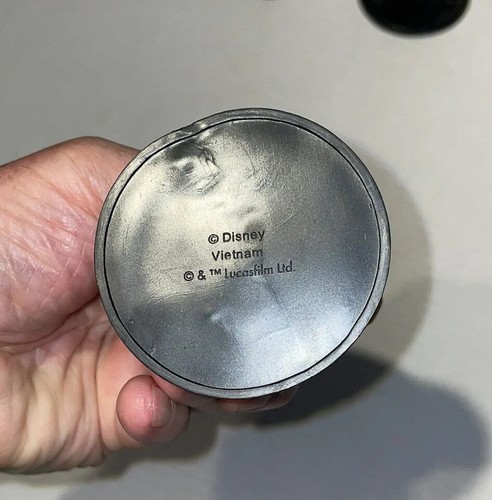 © Disney
Vietnam
© & ™ Lucasfilm Ltd.